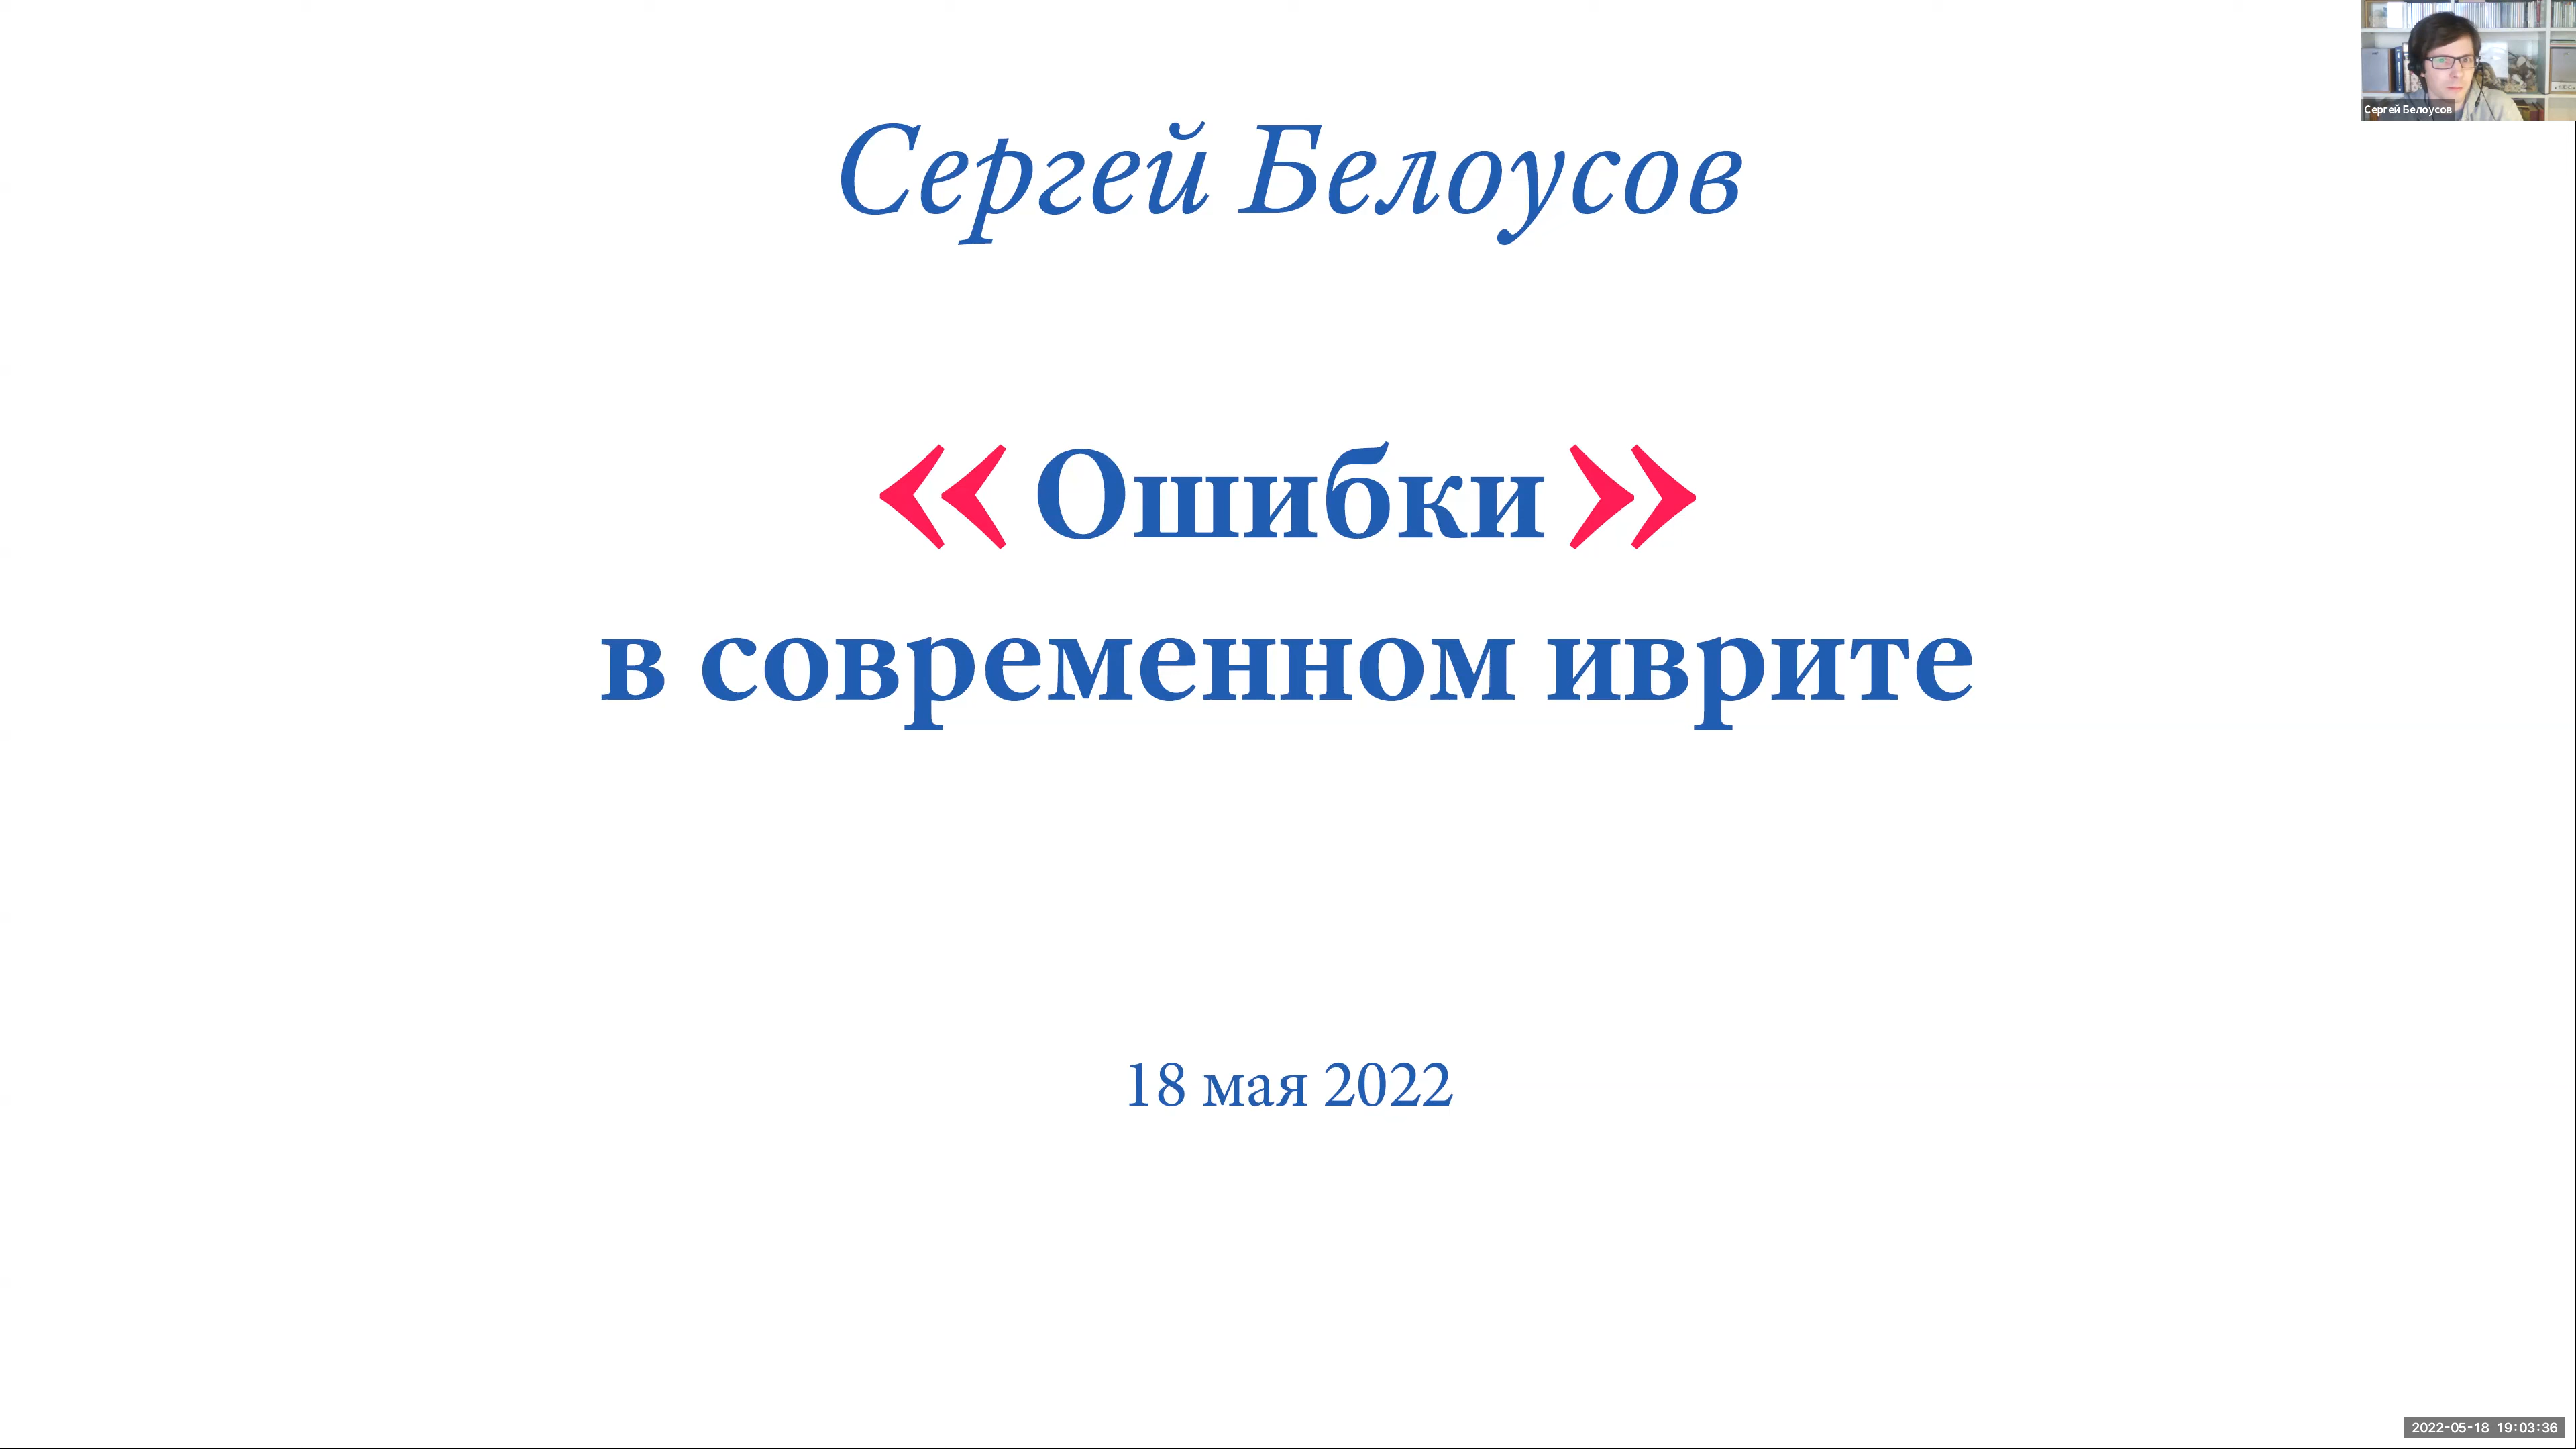 Сергей Белоусов
Сергей Белоусов
« Ошибки »
в современном иврите
18 мая 2022
2022-05-18 19:03:36